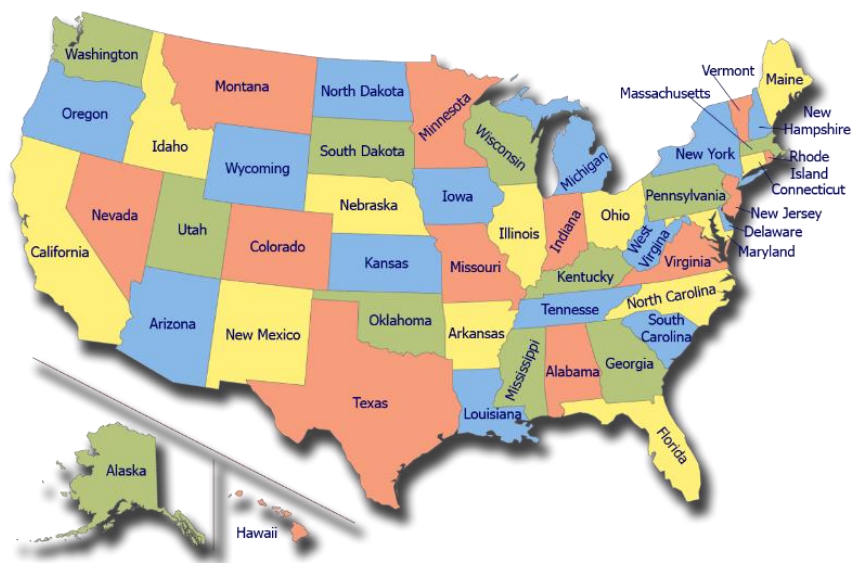 Washington
Montana
North Dakota
Minnesota
Vermont
Maine
Massachusetts
New
Hampshire
Oregon
Idaho
Wyoming
South Dakota
Wisconsin
Michigan
New York
Rhode
Island
Connecticut
Nevada
Utah
Colorado
Nebraska
Iowa
Illinois
Indiana
Ohio
Pennsylvania
New Jersey
Delaware
Maryland
California
Kansas
Missouri
Kentucky
West
Virgina
Virginia
Arizona
New Mexico
Oklahoma
Arkansas
Tennesse
North Carolina
South
Carolina
Texas
Louisiana
Mississippi
Alabama
Georgia
Florida
Alaska
Hawaii